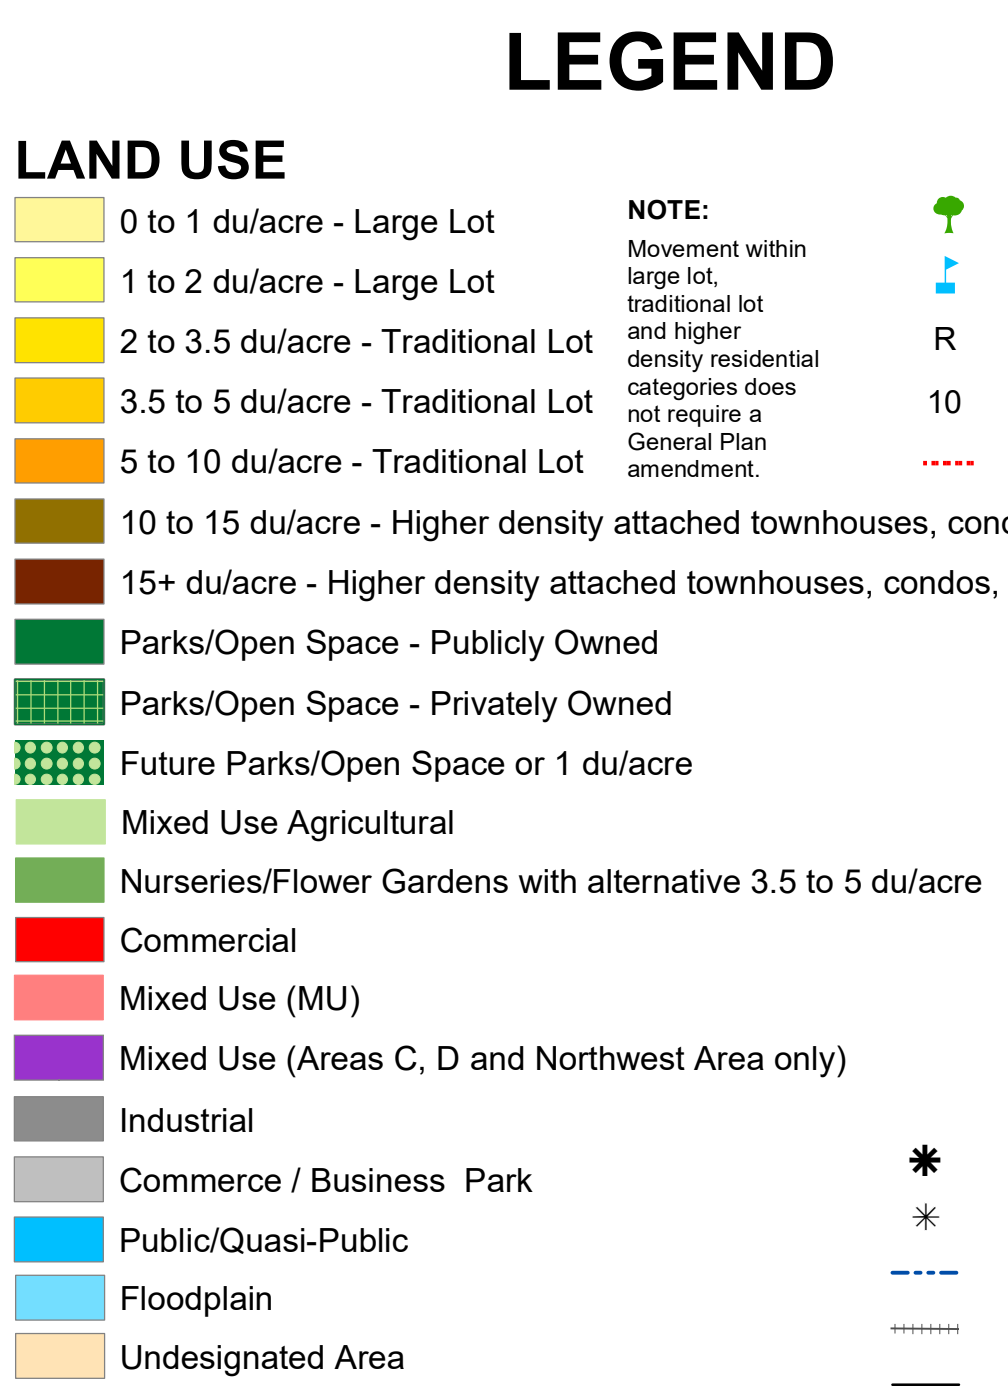 LEGEND
LAND USE
0 to 1 du/acre - Large Lot
1 to 2 du/acre - Large Lot
2 to 3.5 du/acre - Traditional Lot
3.5 to 5 du/acre - Traditional Lot
5 to 10 du/acre - Traditional Lot
10 to 15 du/acre - Higher density attached townhouses,
15+ du/acre - Higher density attached townhouses, condos,
Parks/Open Space - Publicly Owned
Parks/Open Space - Privately Owned
Future Parks/Open Space or 1 du/acre
Mixed Use Agricultural
Nurseries/Flower Gardens with alternative 3.5 to 5 du/acre
Commercial
Mixed Use (MU)
Mixed Use (Areas C, D and Northwest Area only)
Industrial
Commerce / Business  Park
Public/Quasi-Public
Floodplain
Undesignated Area
NOTE:
Movement within
large lot,
traditional lot
and higher
density residential
categories does
not require a
General Plan
amendment.
R
10